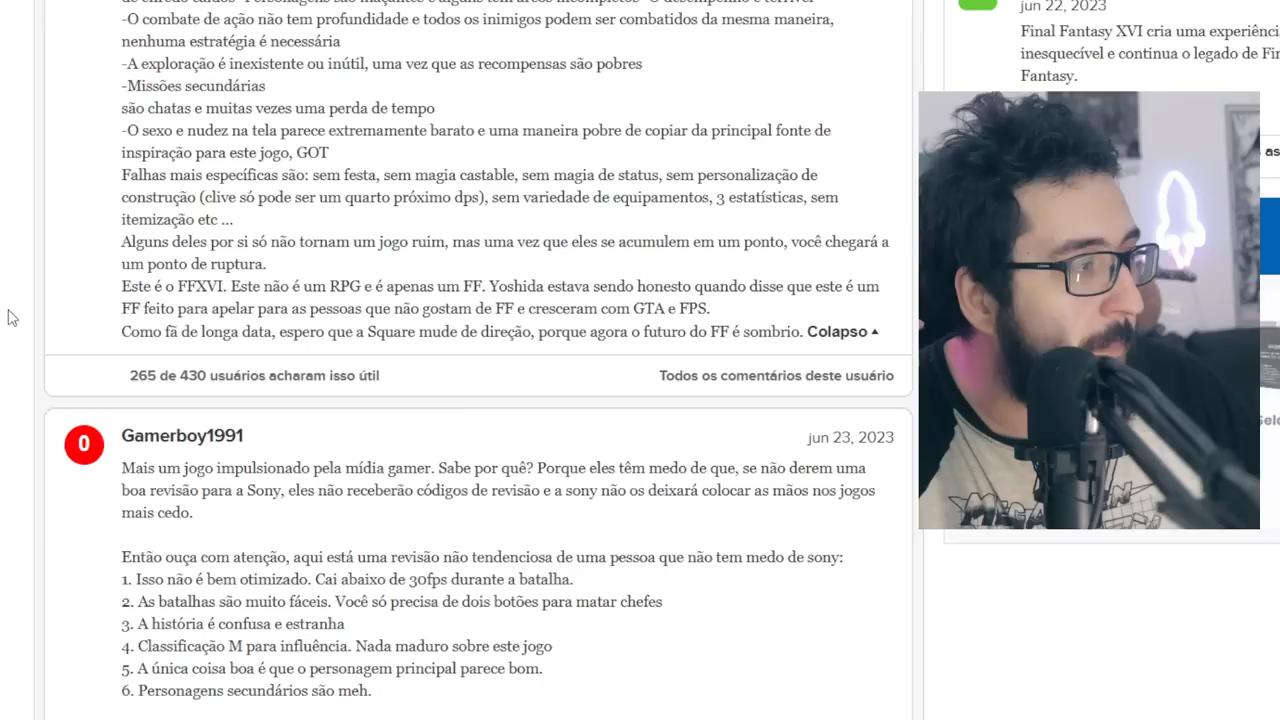 -O combate de ação não tem profundidade e todos os inimigos podem ser combatidos da mesma maneira,
nenhuma estratégia é necessária
-A exploração é inexistente ou inútil, uma vez que as recompensas são pobres
-Missões secundárias
são chatas e muitas vezes uma perda de tempo
-O sexo e nudez na tela parece extremamente barato e uma maneira pobre de copiar da principal fonte de
inspiração para este jogo, GOT
Falhas mais específicas são: sem festa, sem magia castable, sem magia de status, sem personalização de
construção (clive só pode ser um quarto próximo dps), sem variedade de equipamentos, 3 estatísticas, sem
itemização etc ...
Alguns deles por si só não tornam um jogo ruim, mas uma vez que eles se acumulem em um ponto, você chegará a
um ponto de ruptura.
Este é o FFXVI. Este não é um RPG e é apenas um FF. Yoshida estava sendo honesto quando disse que este é um
FF feito para apelar para as pessoas que não gostam de FF e cresceram com GTA e FPS.
Como fã de longa data, espero que a Square mude de direção, porque agora o futuro do FF é sombrio. Colapso
265 de 430 usuários acharam isso útil
Todos os comentários deste usuário
0
Gamerboy1991
jun 23, 2023
Mais um jogo impulsionado pela mídia gamer. Sabe por quê? Porque eles têm medo de que, se não derem uma
boa revisão para a Sony, eles não receberão códigos de revisão e a sony não os deixará colocar as mãos nos jogos
mais cedo.
Então ouça com atenção, aqui está uma revisão não tendenciosa de uma pessoa que não tem medo de sony:
1. Isso não é bem otimizado. Cai abaixo de 30fps durante a batalha.
2. As batalhas são muito fáceis. Você só precisa de dois botões para matar chefes
3. A história é confusa e estranha
4. Classificação M para influência. Nada maduro sobre este jogo
5. A única coisa boa é que o personagem principal parece bom.
6. Personagens secundários são meh.
jun 22, 2023
Final Fantasy XVI cria uma experiênci
inesquecível e continua o legado de Fi
Fantasy.
as